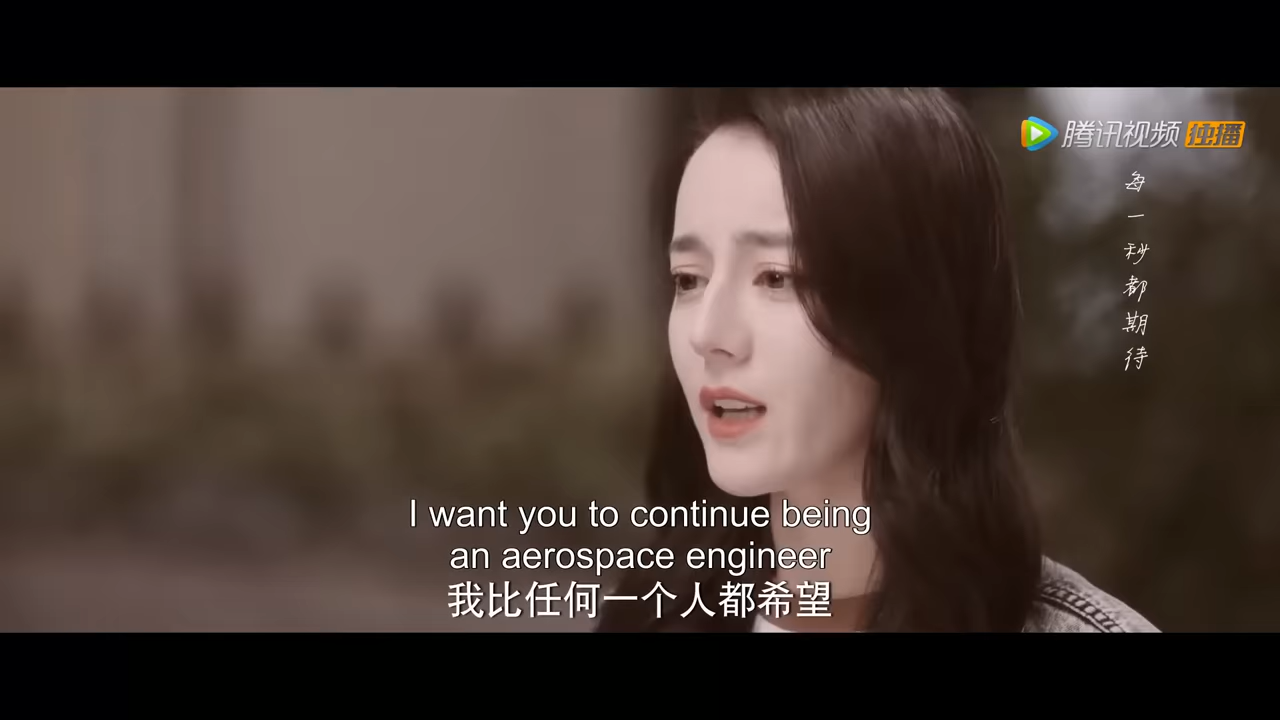 腾讯视频 独播
每一秒都期待
I want you to continue being
an aerospace engineer
我比任何一个人都希望